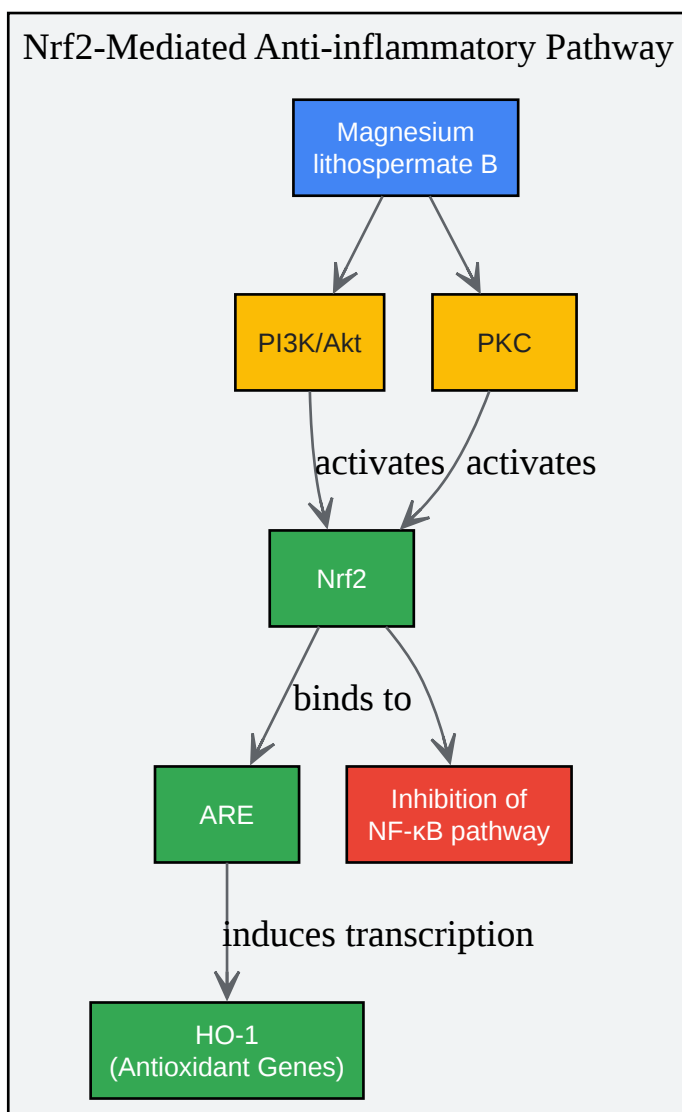 Nrf2-Mediated Anti-inflammatory Pathway
Magnesium
lithospermate B
PI3K/Akt
PKC
activates
activates
Nrf2
binds to
ARE
Inhibition of
NF-κB pathway
induces transcription
HO-1
(Antioxidant Genes)